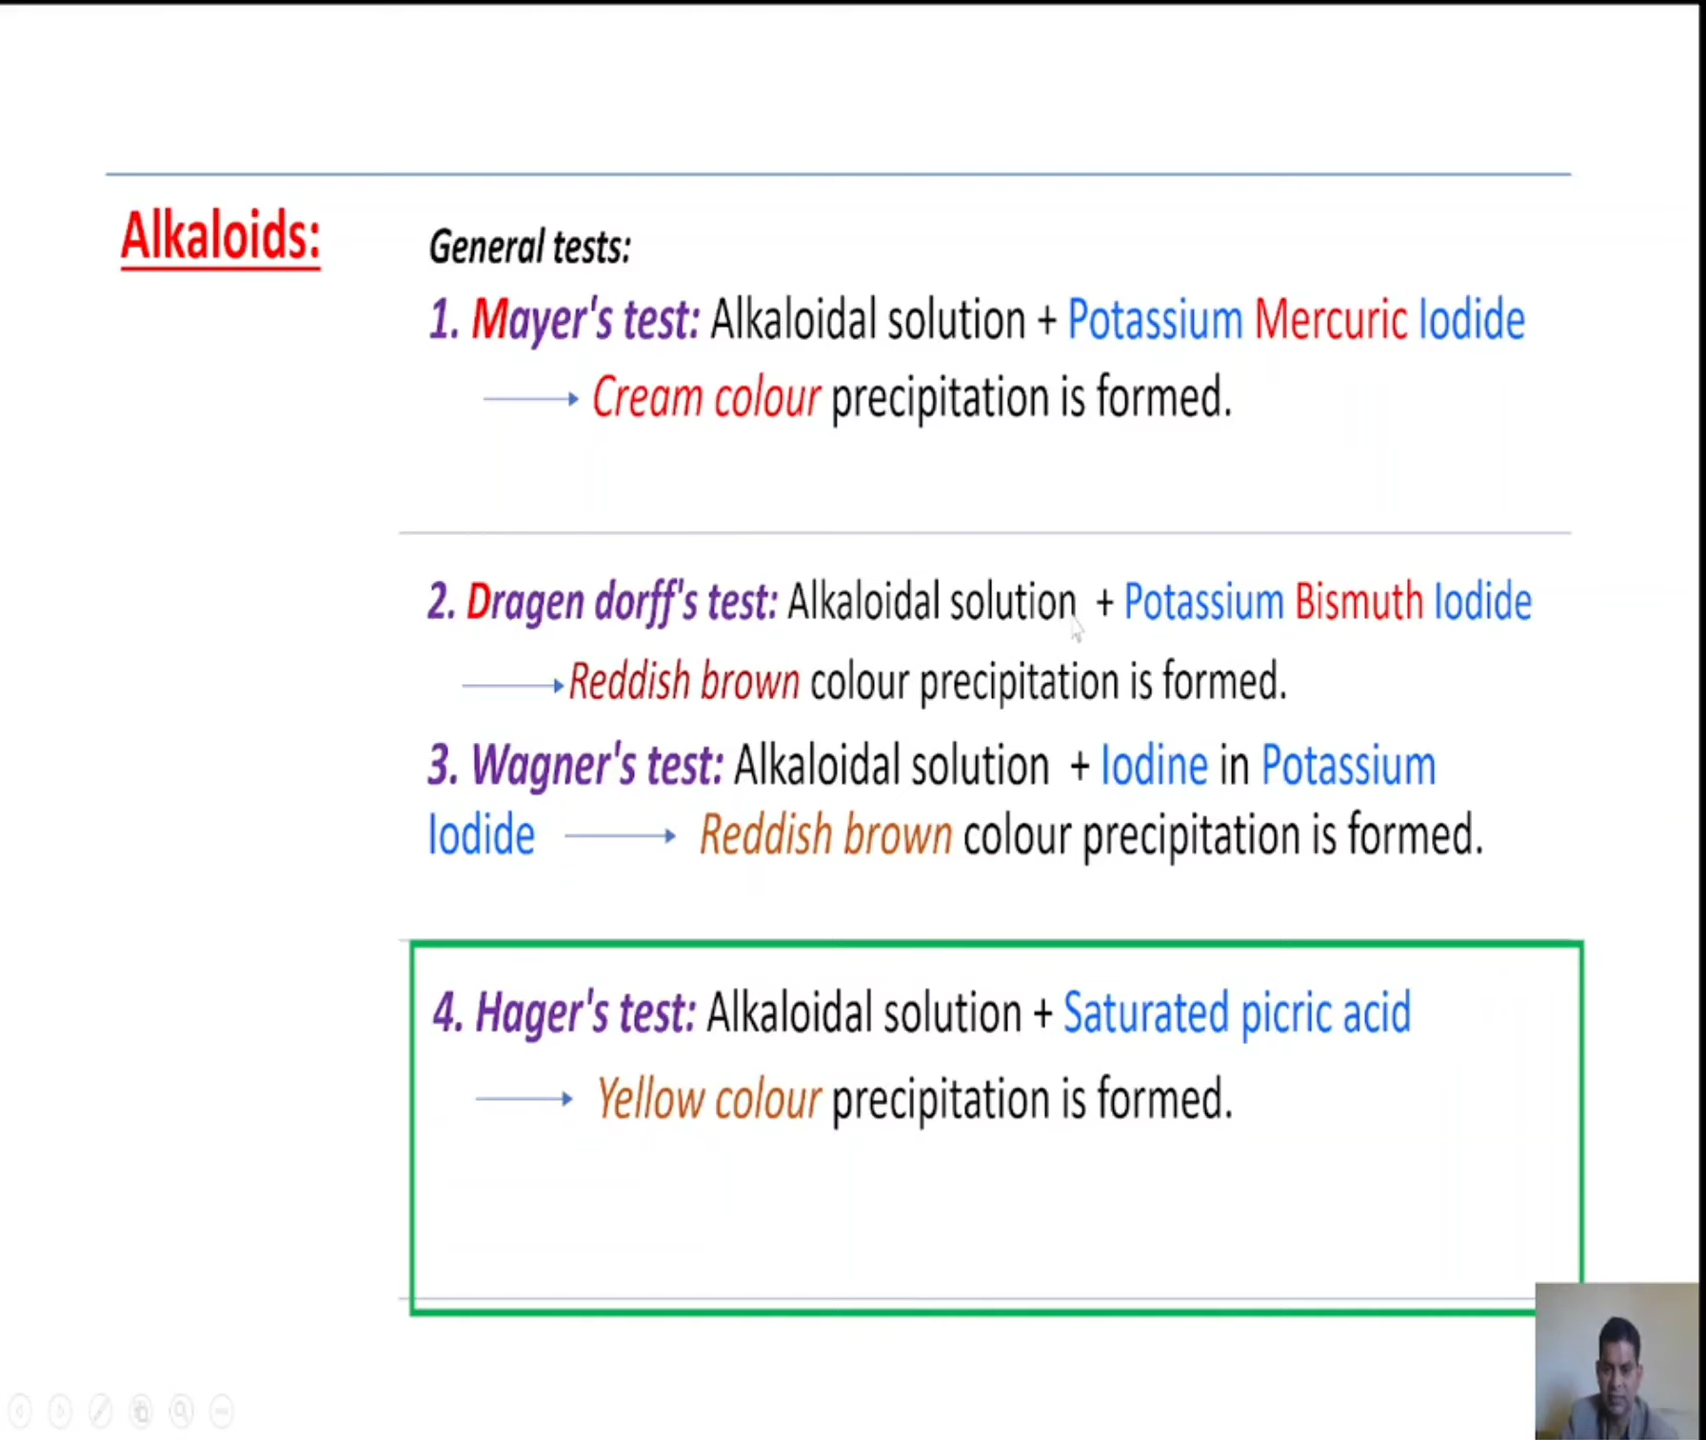 Alkaloids:
General tests:
1. Mayer's test: Alkaloidal solution + Potassium Mercuric Iodide
Cream colour precipitation is formed.
2. Dragen dorff's test: Alkaloidal solution + Potassium Bismuth Iodide
Reddish brown colour precipitation is formed.
3. Wagner's test: Alkaloidal solution + Iodine in Potassium
Iodide Reddish brown colour precipitation is formed.
4. Hager's test: Alkaloidal solution + Saturated picric acid
Yellow colour precipitation is formed.